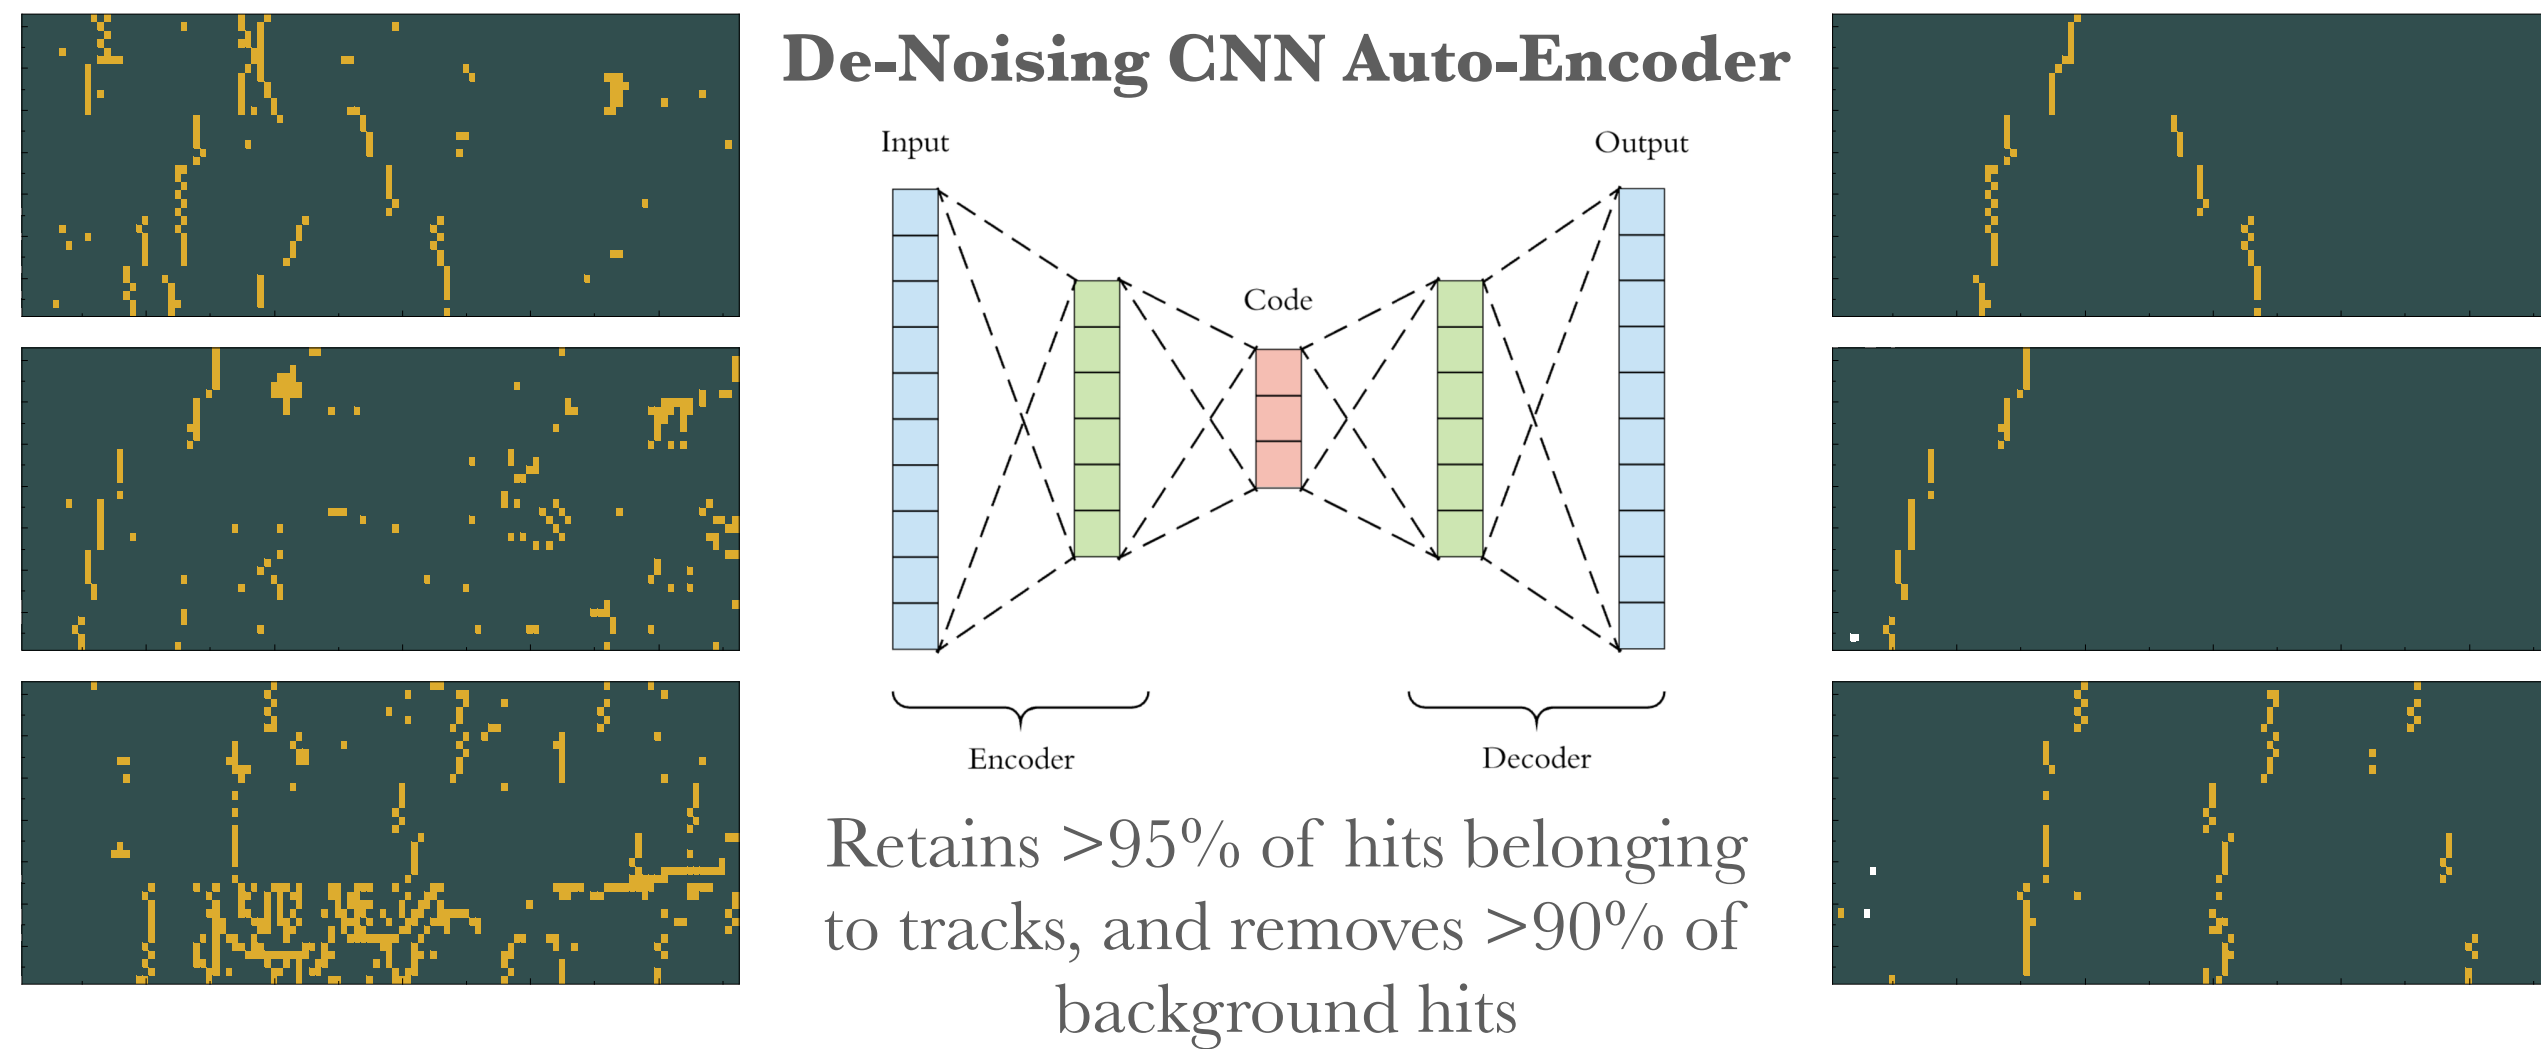 De-Noising CNN Auto-Encoder
Input
Output
Code
Encoder
Decoder
Retains >95% of hits belonging
to tracks, and removes >90% of
background hits